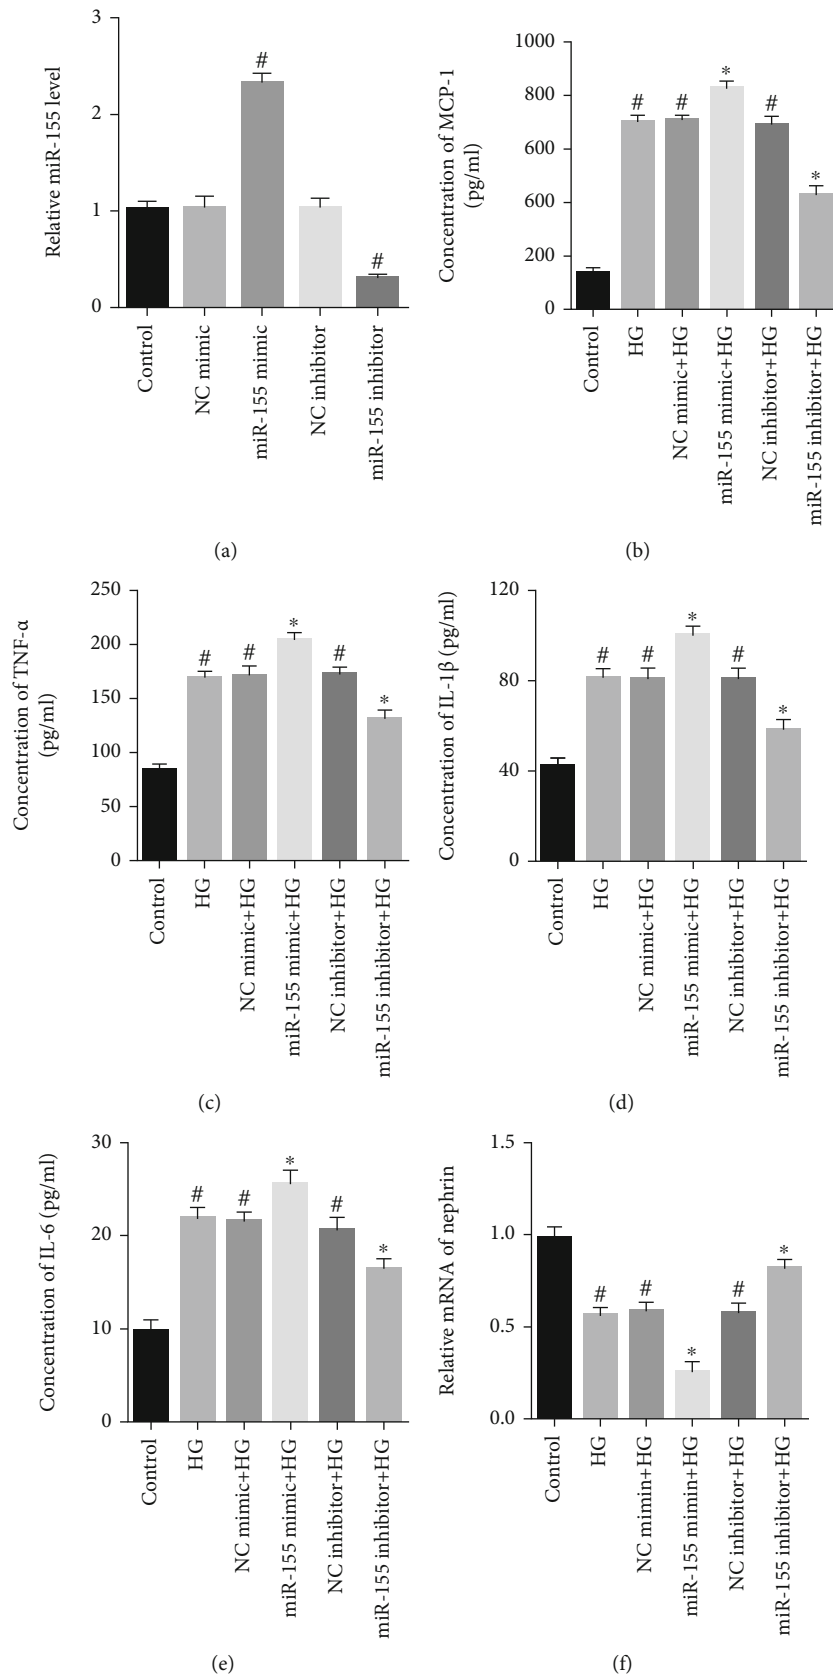 3
2
1
0
Relative miR-155 level
#
#
Control
NC mimic
miR-155 mimic
NC inhibitor
miR-155 inhibitor
(a)
1000
800
600
600
200
0
Concentration of MCP-1
(pg/ml)
#
#
*
#
*
Control
HG
NC mimic+HG
miR-155 mimic+HG
NC inhibitor+HG
miR-155 inhibitor+HG
(b)
250
200
150
100
50
0
Concentration of TNF-α
(pg/ml)
#
#
*
#
*
Control
HG
NC mimic+HG
miR-155 mimic+HG
NC inhibitor+HG
miR-155 inhibitor+HG
(c)
120
80
40
0
Concentration of IL-1β (pg/ml)
#
#
*
#
*
Control
HG
NC mimic+HG
miR-155 mimic+HG
NC inhibitor+HG
miR-155 inhibitor+HG
(d)
30
20
10
0
Concentration of IL-6 (pg/ml)
#
#
*
#
*
Control
HG
NC mimic+HG
miR-155 mimic+HG
NC inhibitor+HG
miR-155 inhibitor+HG
(e)
1.5
1.0
0.5
0.0
Relative mRNA of nephrin
#
#
*
#
*
Control
HG
NC mimin+HG
miR-155 mimin+HG
NC inhibitor+HG
miR-155 inhibitor+HG
(f)